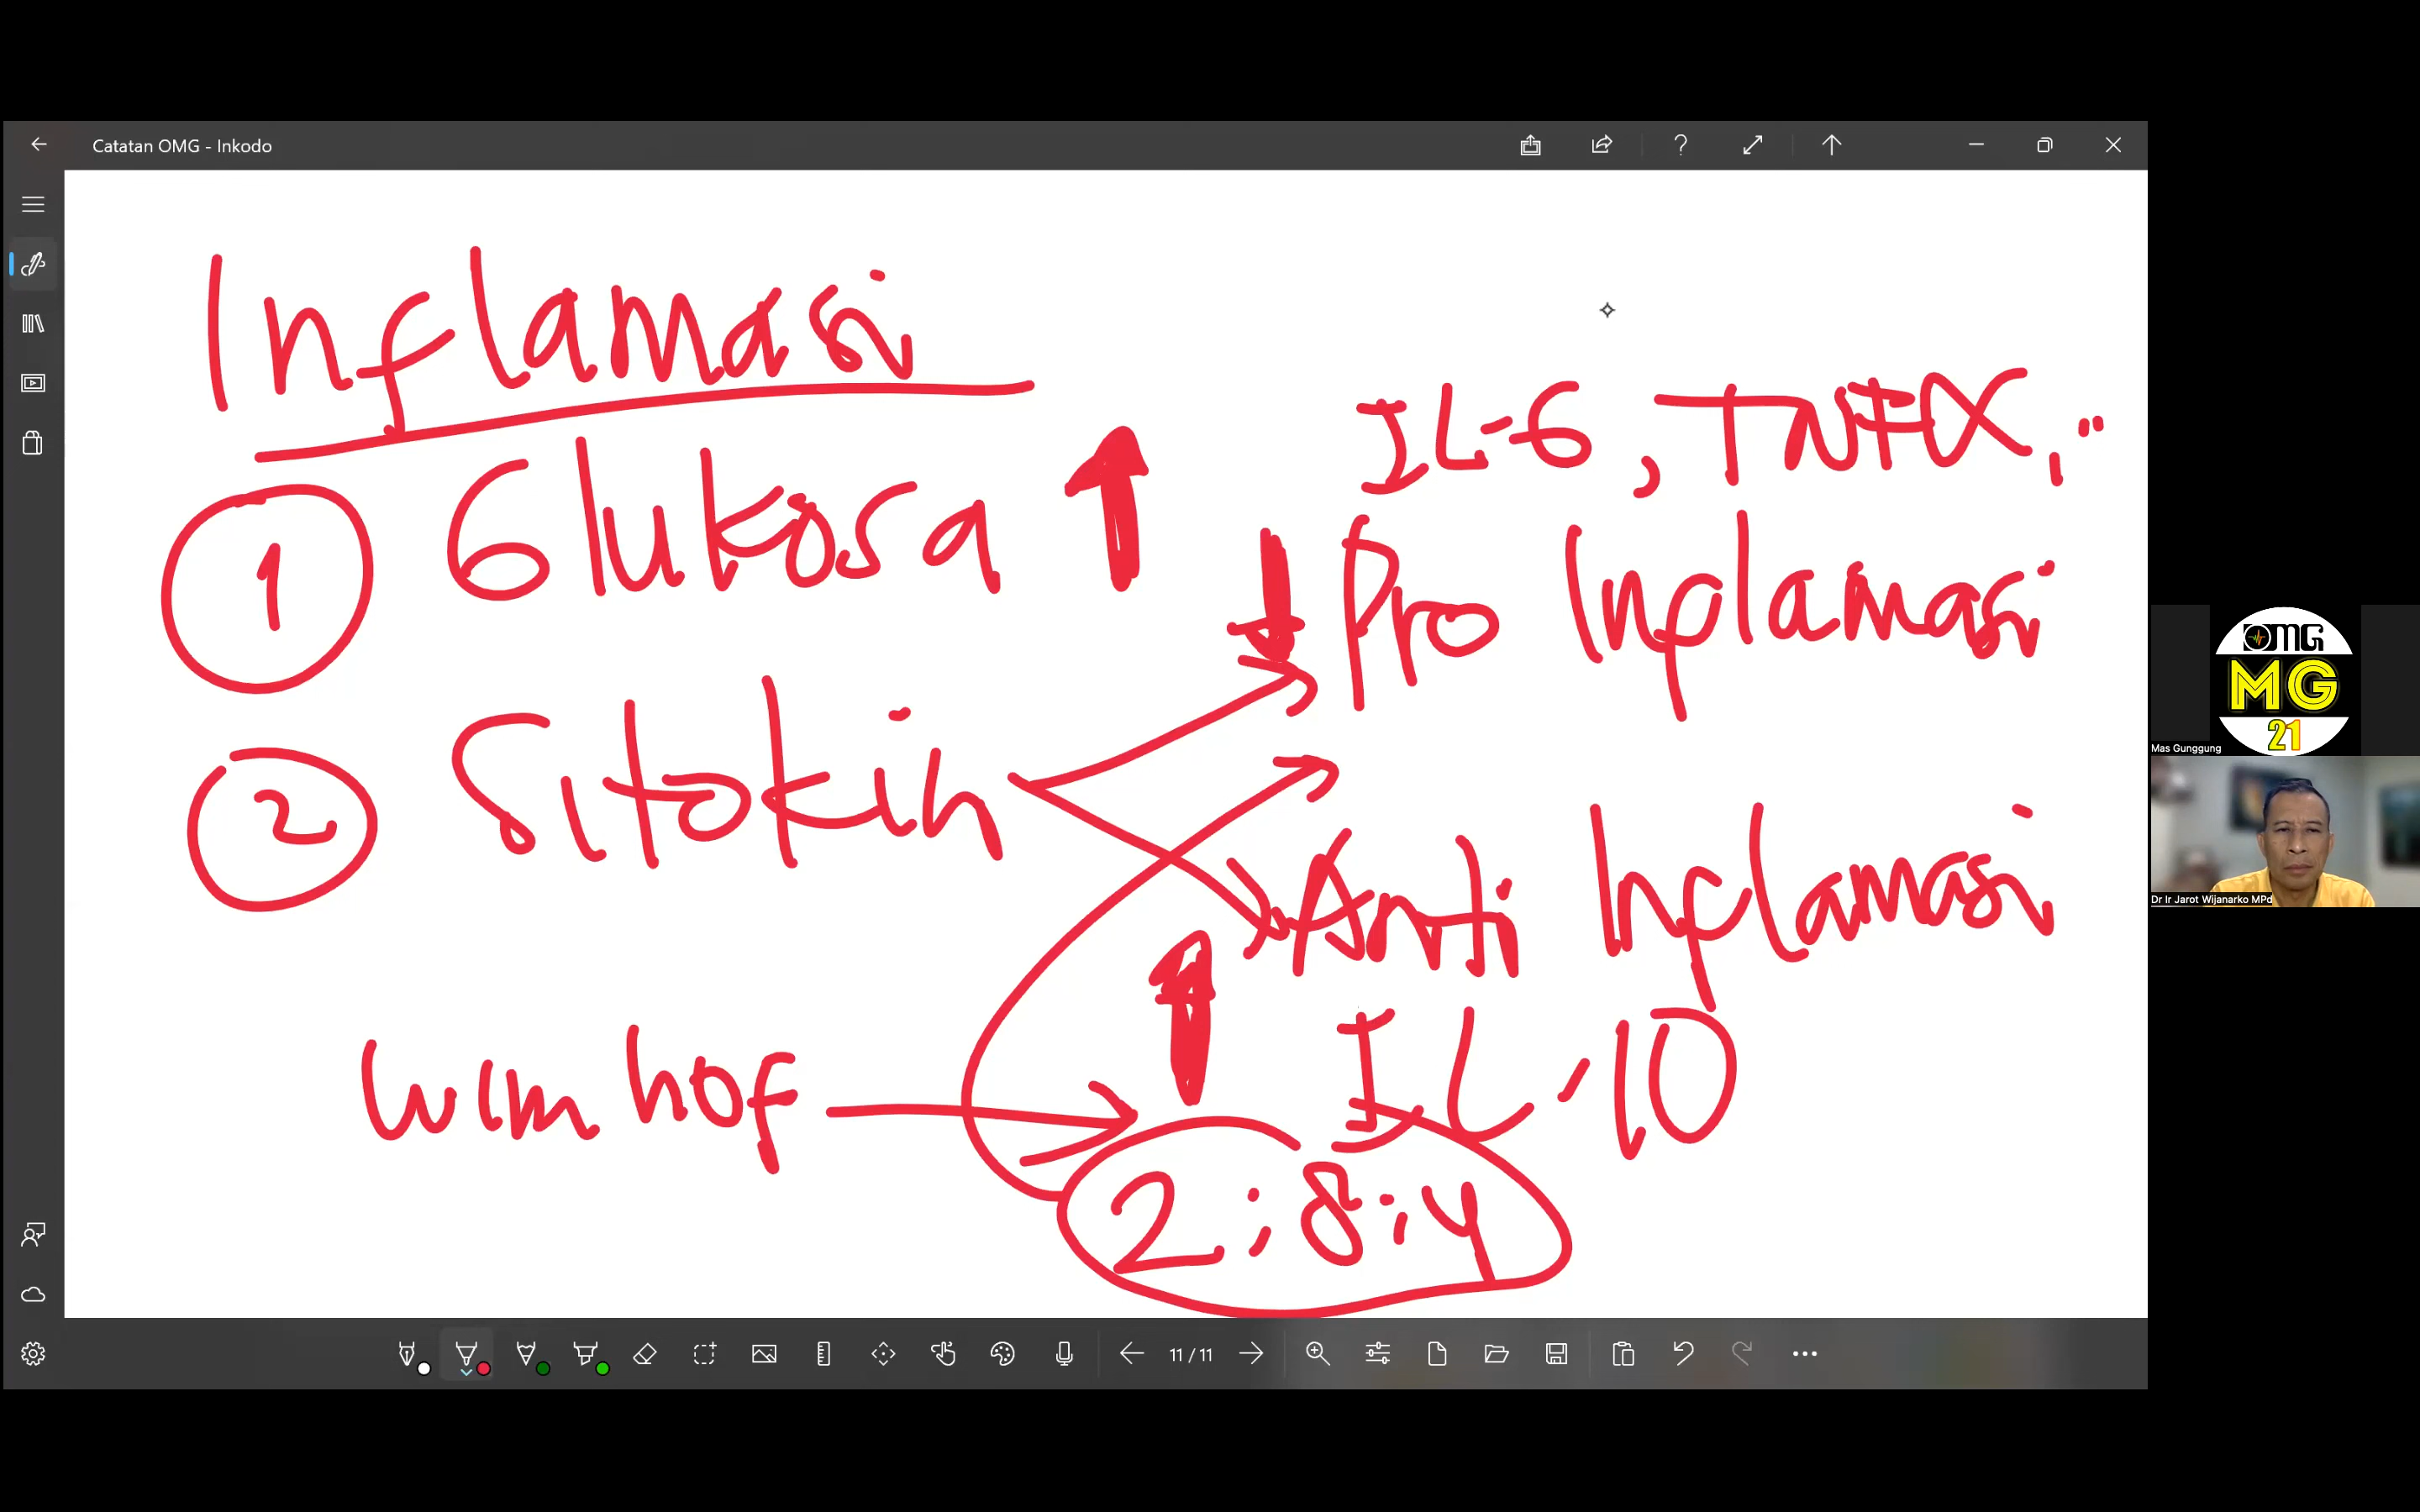 Catatan OMG - Inkodo
Inflamasi
IL-6, TNFα, ..
1 Glukosa ↑
↓ Pro Inflamasi
2 Sitokin
Anti Inflamasi
↑ IL-10
Wim hof →
2 ; 8 ; 4
11 / 11
OMG
MG
21
Mas Gunggung
Dr Ir Jarot Wijanarko MPd